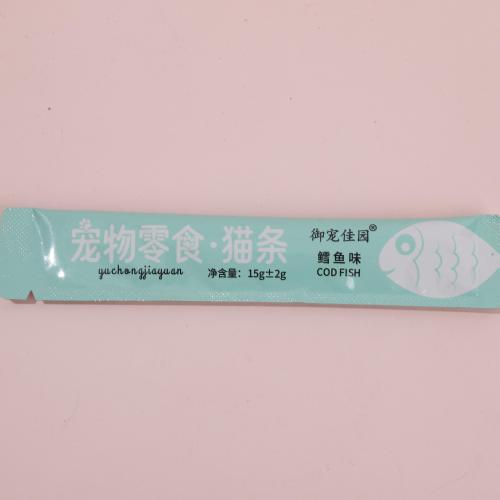 宠物零食·猫条
yuchongjiayuan
净含量：15g±2g
御宠佳园®
鳕鱼味
COD FISH